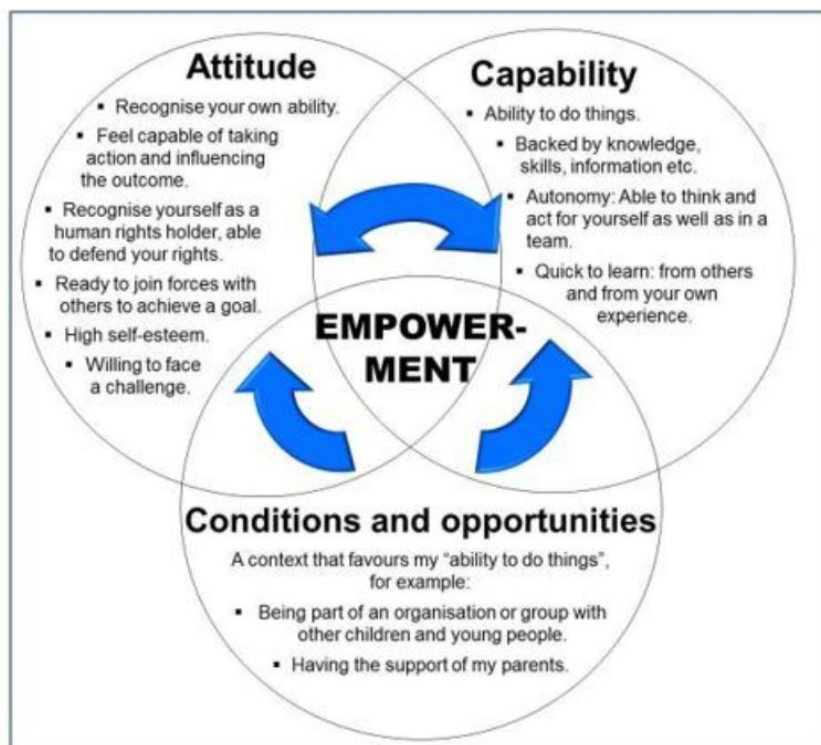 Attitude
▪ Recognise your own ability.
▪ Feel capable of taking
action and influencing
the outcome.
▪ Recognise yourself as a
human rights holder, able
to defend your rights.
▪ Ready to join forces with
others to achieve a goal.
▪ High self-esteem.
▪ Willing to face
a challenge.
Capability
▪ Ability to do things.
▪ Backed by knowledge,
skills, information etc.
▪ Autonomy: Able to think and
act for yourself as well as in a
team.
▪ Quick to learn: from others
and from your own
experience.
EMPOWER-
MENT
Conditions and opportunities
A context that favours my “ability to do things”,
for example:
▪ Being part of an organisation or group with
other children and young people.
▪ Having the support of my parents.